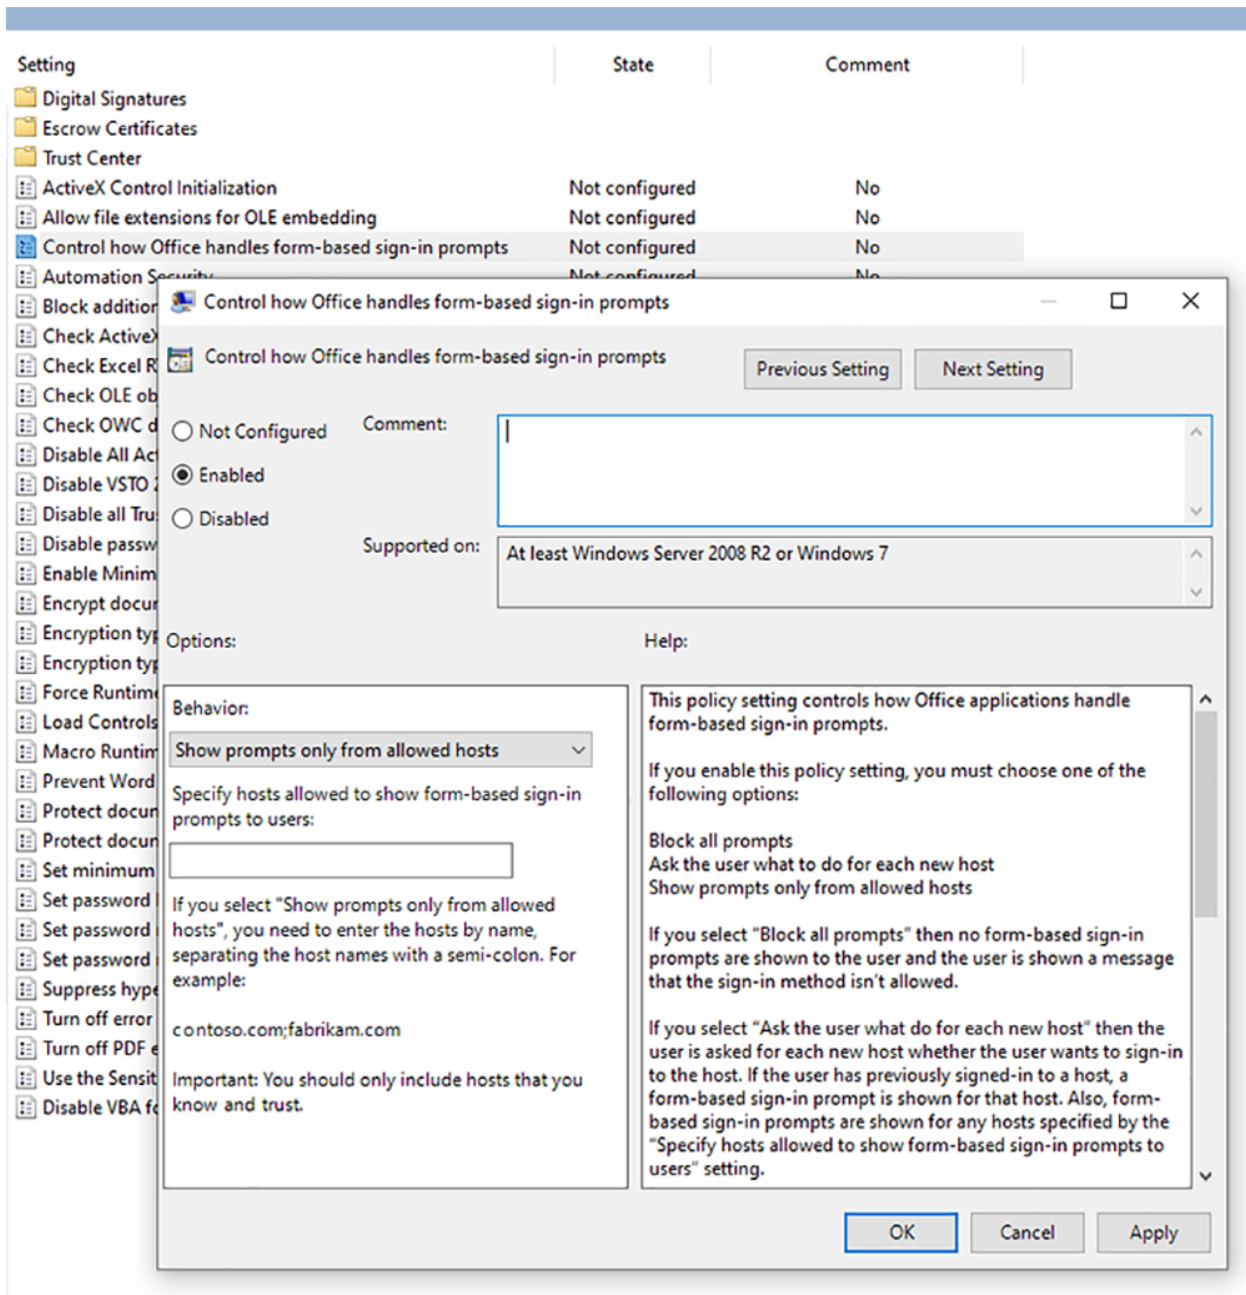 Setting State Comment
Digital Signatures
Escrow Certificates
Trust Center
ActiveX Control Initialization Not configured No
Allow file extensions for OLE embedding Not configured No
Control how Office handles form-based sign-in prompts Not configured No
Automation Security Not configured No
Block addition
Check ActiveX
Check Excel R
Check OLE ob
Check OWC d
Disable All Act
Disable VSTO 2
Disable all Tru
Disable passw
Enable Minim
Encrypt docu
Encryption typ
Encryption typ
Force Runtime
Load Controls
Macro Runtim
Prevent Word
Protect docun
Protect docun
Set minimum
Set password
Set password
Set password
Suppress hype
Turn off error
Turn off PDF e
Use the Sensit
Disable VBA fo
Control how Office handles form-based sign-in prompts
Control how Office handles form-based sign-in prompts
Previous Setting Next Setting
Not Configured
Enabled
Disabled
Comment:
Supported on:
At least Windows Server 2008 R2 or Windows 7
Options:
Help:
Behavior:
Show prompts only from allowed hosts
Specify hosts allowed to show form-based sign-in
prompts to users:
If you select "Show prompts only from allowed
hosts", you need to enter the hosts by name,
separating the host names with a semi-colon. For
example:
contoso.com;fabrikam.com
Important: You should only include hosts that you
know and trust.
This policy setting controls how Office applications handle
form-based sign-in prompts.
If you enable this policy setting, you must choose one of the
following options:
Block all prompts
Ask the user what to do for each new host
Show prompts only from allowed hosts
If you select “Block all prompts” then no form-based sign-in
prompts are shown to the user and the user is shown a message
that the sign-in method isn’t allowed.
If you select “Ask the user what do for each new host” then the
user is asked for each new host whether the user wants to sign-in
to the host. If the user has previously signed-in to a host, a
form-based sign-in prompt is shown for that host. Also, form-
based sign-in prompts are shown for any hosts specified by the
“Specify hosts allowed to show form-based sign-in prompts to
users” setting.
OK Cancel Apply